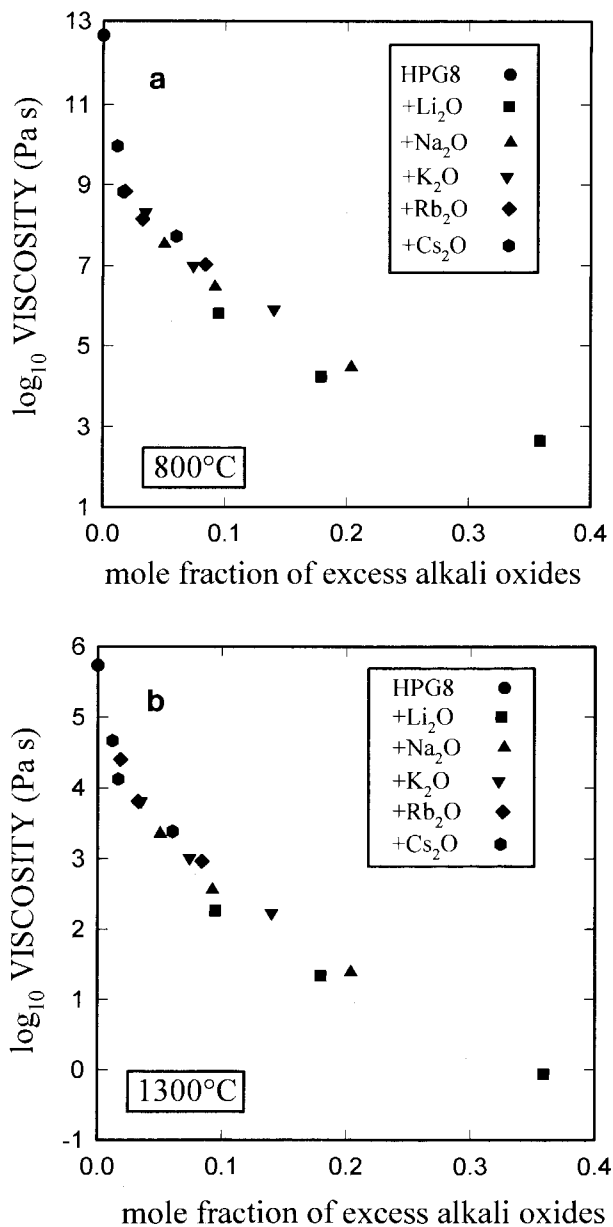 13
11
9
7
5
3
1
log₁₀ VISCOSITY (Pa s)
a
HPG8
+Li₂O
+Na₂O
+K₂O
+Rb₂O
+Cs₂O
800°C
0.0 0.1 0.2 0.3 0.4
mole fraction of excess alkali oxides
6
5
4
3
2
1
0
-1
log₁₀ VISCOSITY (Pa s)
b
HPG8
+Li₂O
+Na₂O
+K₂O
+Rb₂O
+Cs₂O
1300°C
0.0 0.1 0.2 0.3 0.4
mole fraction of excess alkali oxides